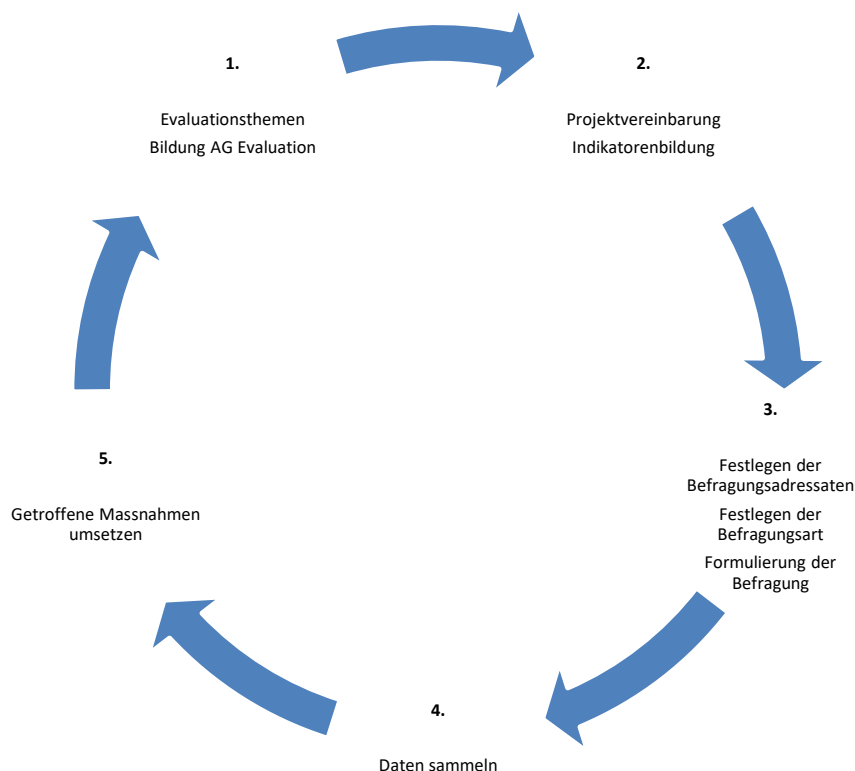 1.
Evaluationsthemen
Bildung AG Evaluation
2.
Projektvereinbarung
Indikatorenbildung
3.
Festlegen der
Befragungsadressaten
Festlegen der
Befragungsart
Formulierung der
Befragung
4.
Daten sammeln
5.
Getroffene Massnahmen
umsetzen